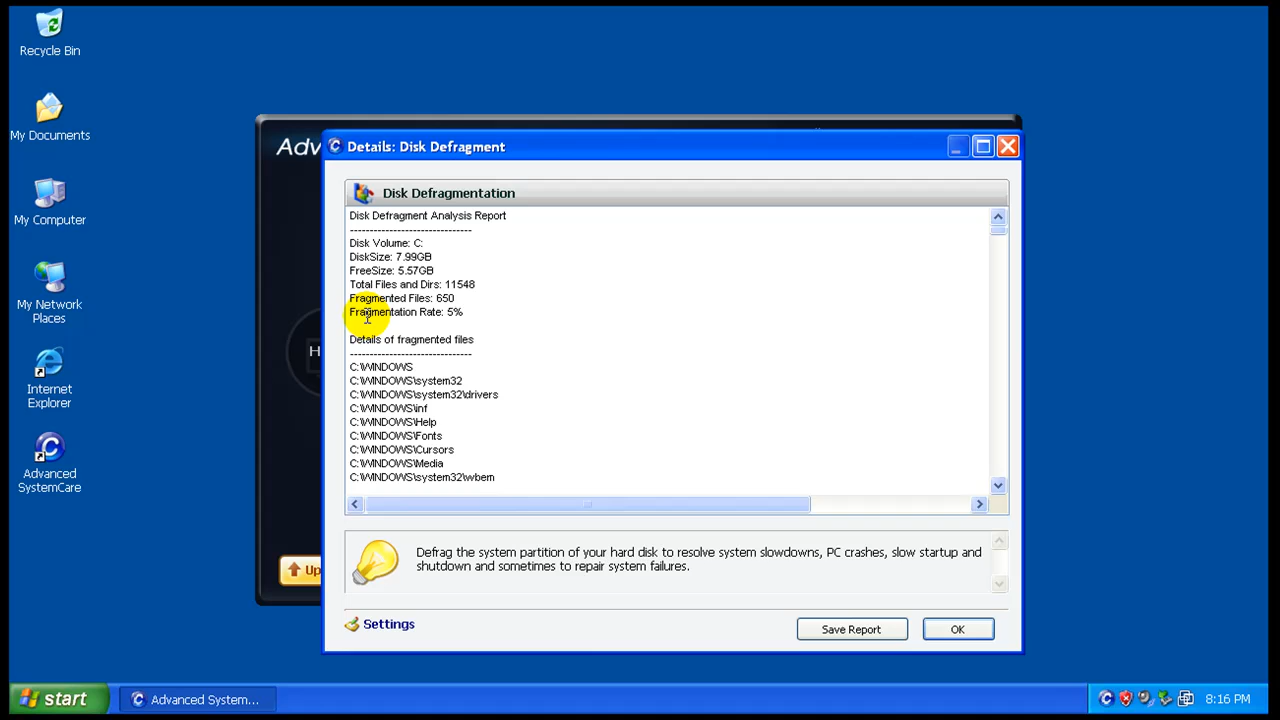 Recycle Bin
My Documents
My Computer
My Network
Places
Internet
Explorer
Advanced
SystemCare
Adv
Details: Disk Defragment
Disk Defragmentation
Disk Defragment Analysis Report
------------------------------
Disk Volume: C:
DiskSize: 7.99GB
FreeSize: 5.57GB
Total Files and Dirs: 11548
Fragmented Files: 650
Fragmentation Rate: 5%
Details of fragmented files
------------------------------
C:\WINDOWS
C:\WINDOWS\system32
C:\WINDOWS\system32\drivers
C:\WINDOWS\inf
C:\WINDOWS\Help
C:\WINDOWS\Fonts
C:\WINDOWS\Cursors
C:\WINDOWS\Media
C:\WINDOWS\system32\wbem
H
Up
Defrag the system partition of your hard disk to resolve system slowdowns, PC crashes, slow startup and
shutdown and sometimes to repair system failures.
Settings
Save Report
OK
start
Advanced System...
8:16 PM